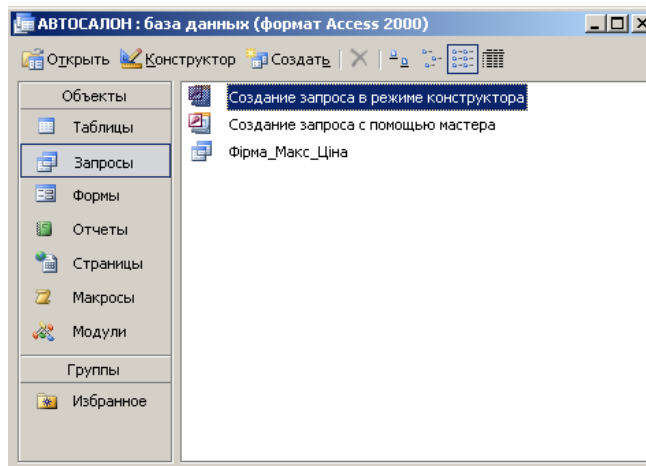 АВТОСАЛОН : база данных (формат Access 2000)
Открыть Конструктор Создать
Объекты
Таблицы
Запросы
Формы
Отчеты
Страницы
Макросы
Модули
Группы
Избранное
Создание запроса в режиме конструктора
Создание запроса с помощью мастера
Фірма_Макс_Ціна